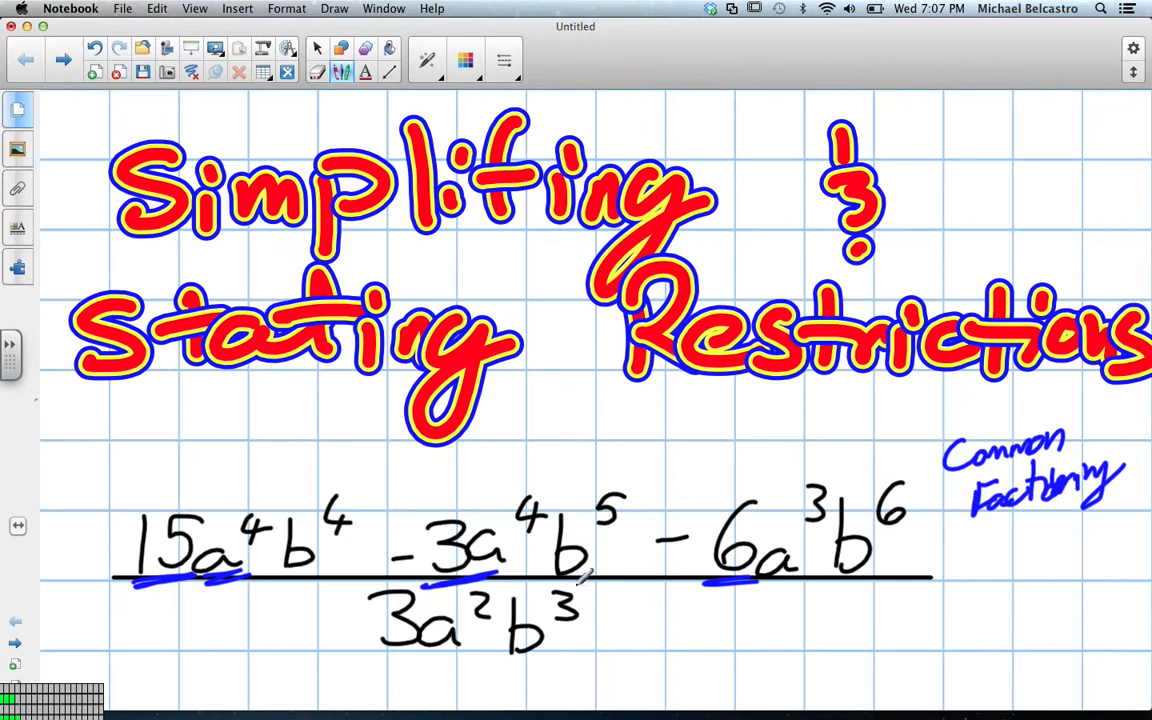 Notebook File Edit View Insert Format Draw Window Help Wed 7:07 PM Michael Belcastro
Untitled
Simplifing &
Stating Restrictions
Common
Factoring
15a⁴b⁴ - 3a⁴b⁵ - 6a³b⁶
3a²b³